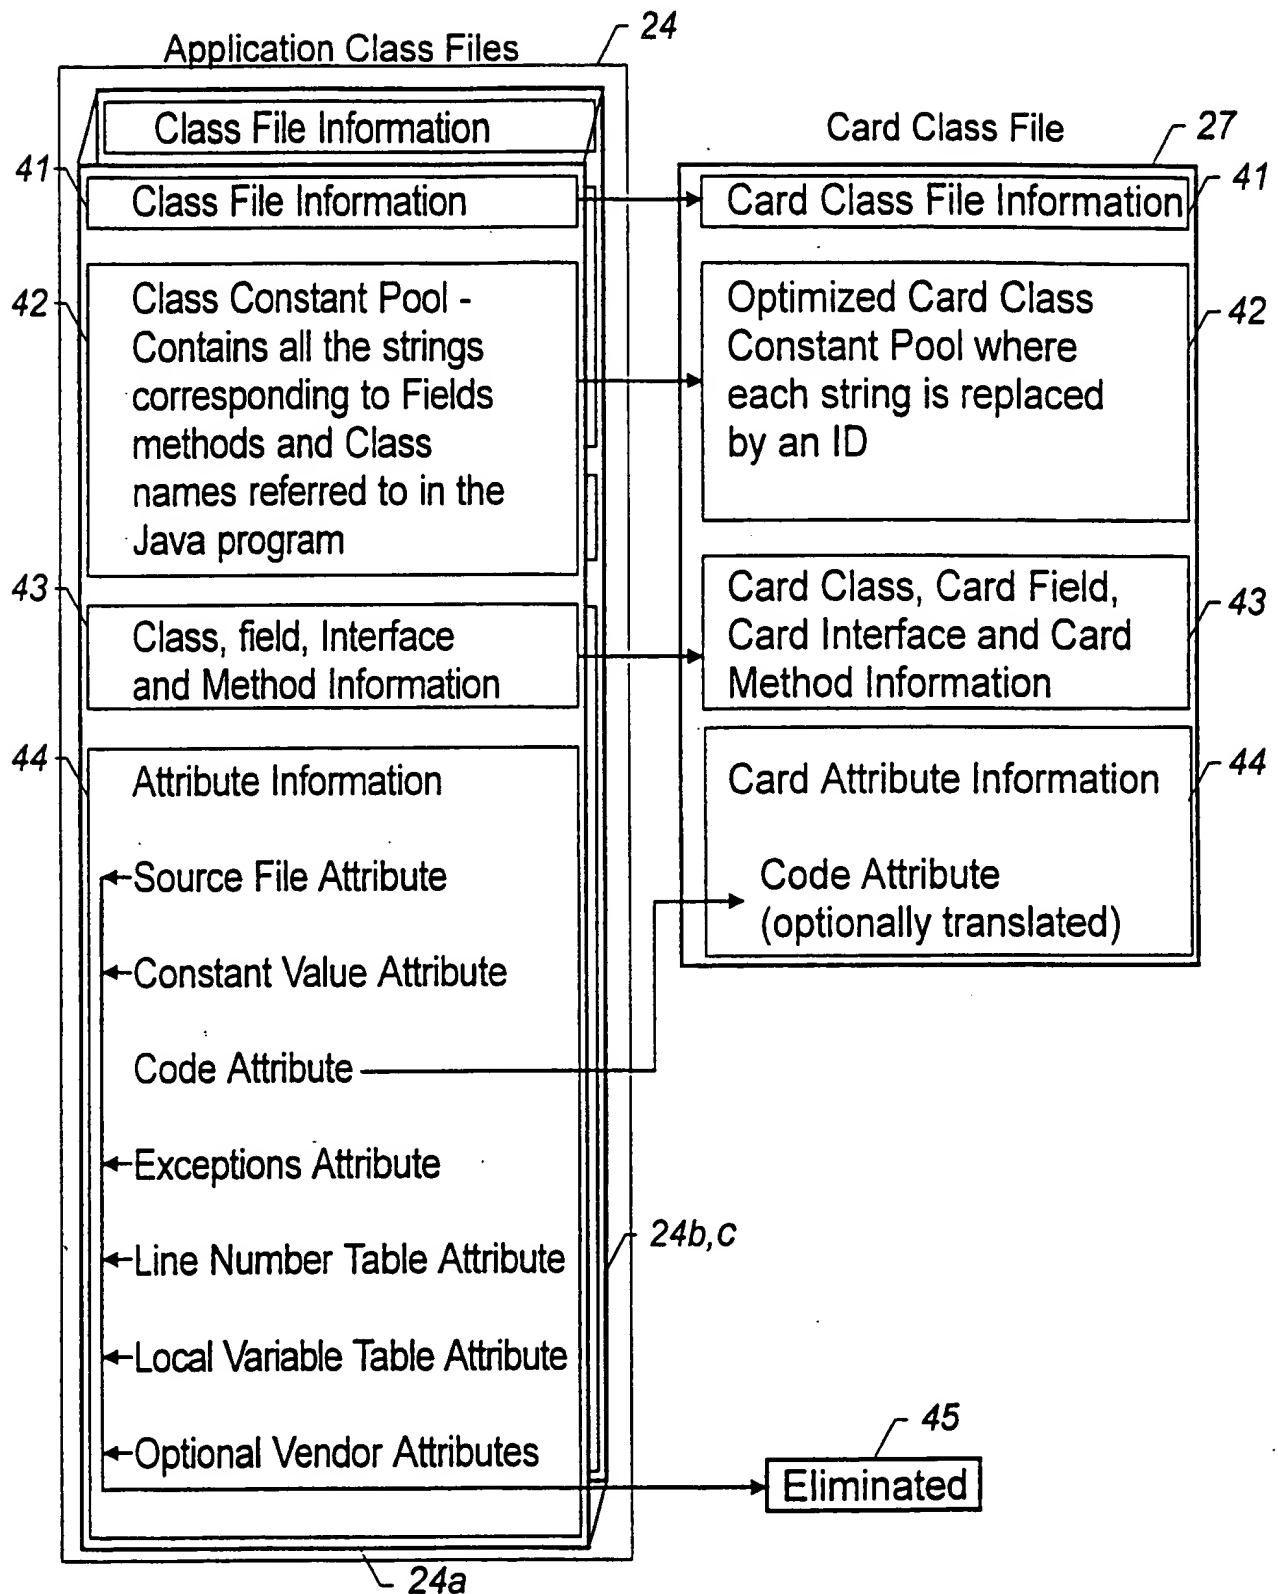 24
Application Class Files
Class File Information
41
Class File Information
42
Class Constant Pool -
Contains all the strings
corresponding to Fields
methods and Class
names referred to in the
Java program
43
Class, field, Interface
and Method Information
44
Attribute Information
Source File Attribute
Constant Value Attribute
Code Attribute
Exceptions Attribute
Line Number Table Attribute
Local Variable Table Attribute
Optional Vendor Attributes
24b,c
24a
Card Class File
27
Card Class File Information
41
Optimized Card Class
Constant Pool where
each string is replaced
by an ID
42
Card Class, Card Field,
Card Interface and Card
Method Information
43
Card Attribute Information
44
Code Attribute
(optionally translated)
45
Eliminated